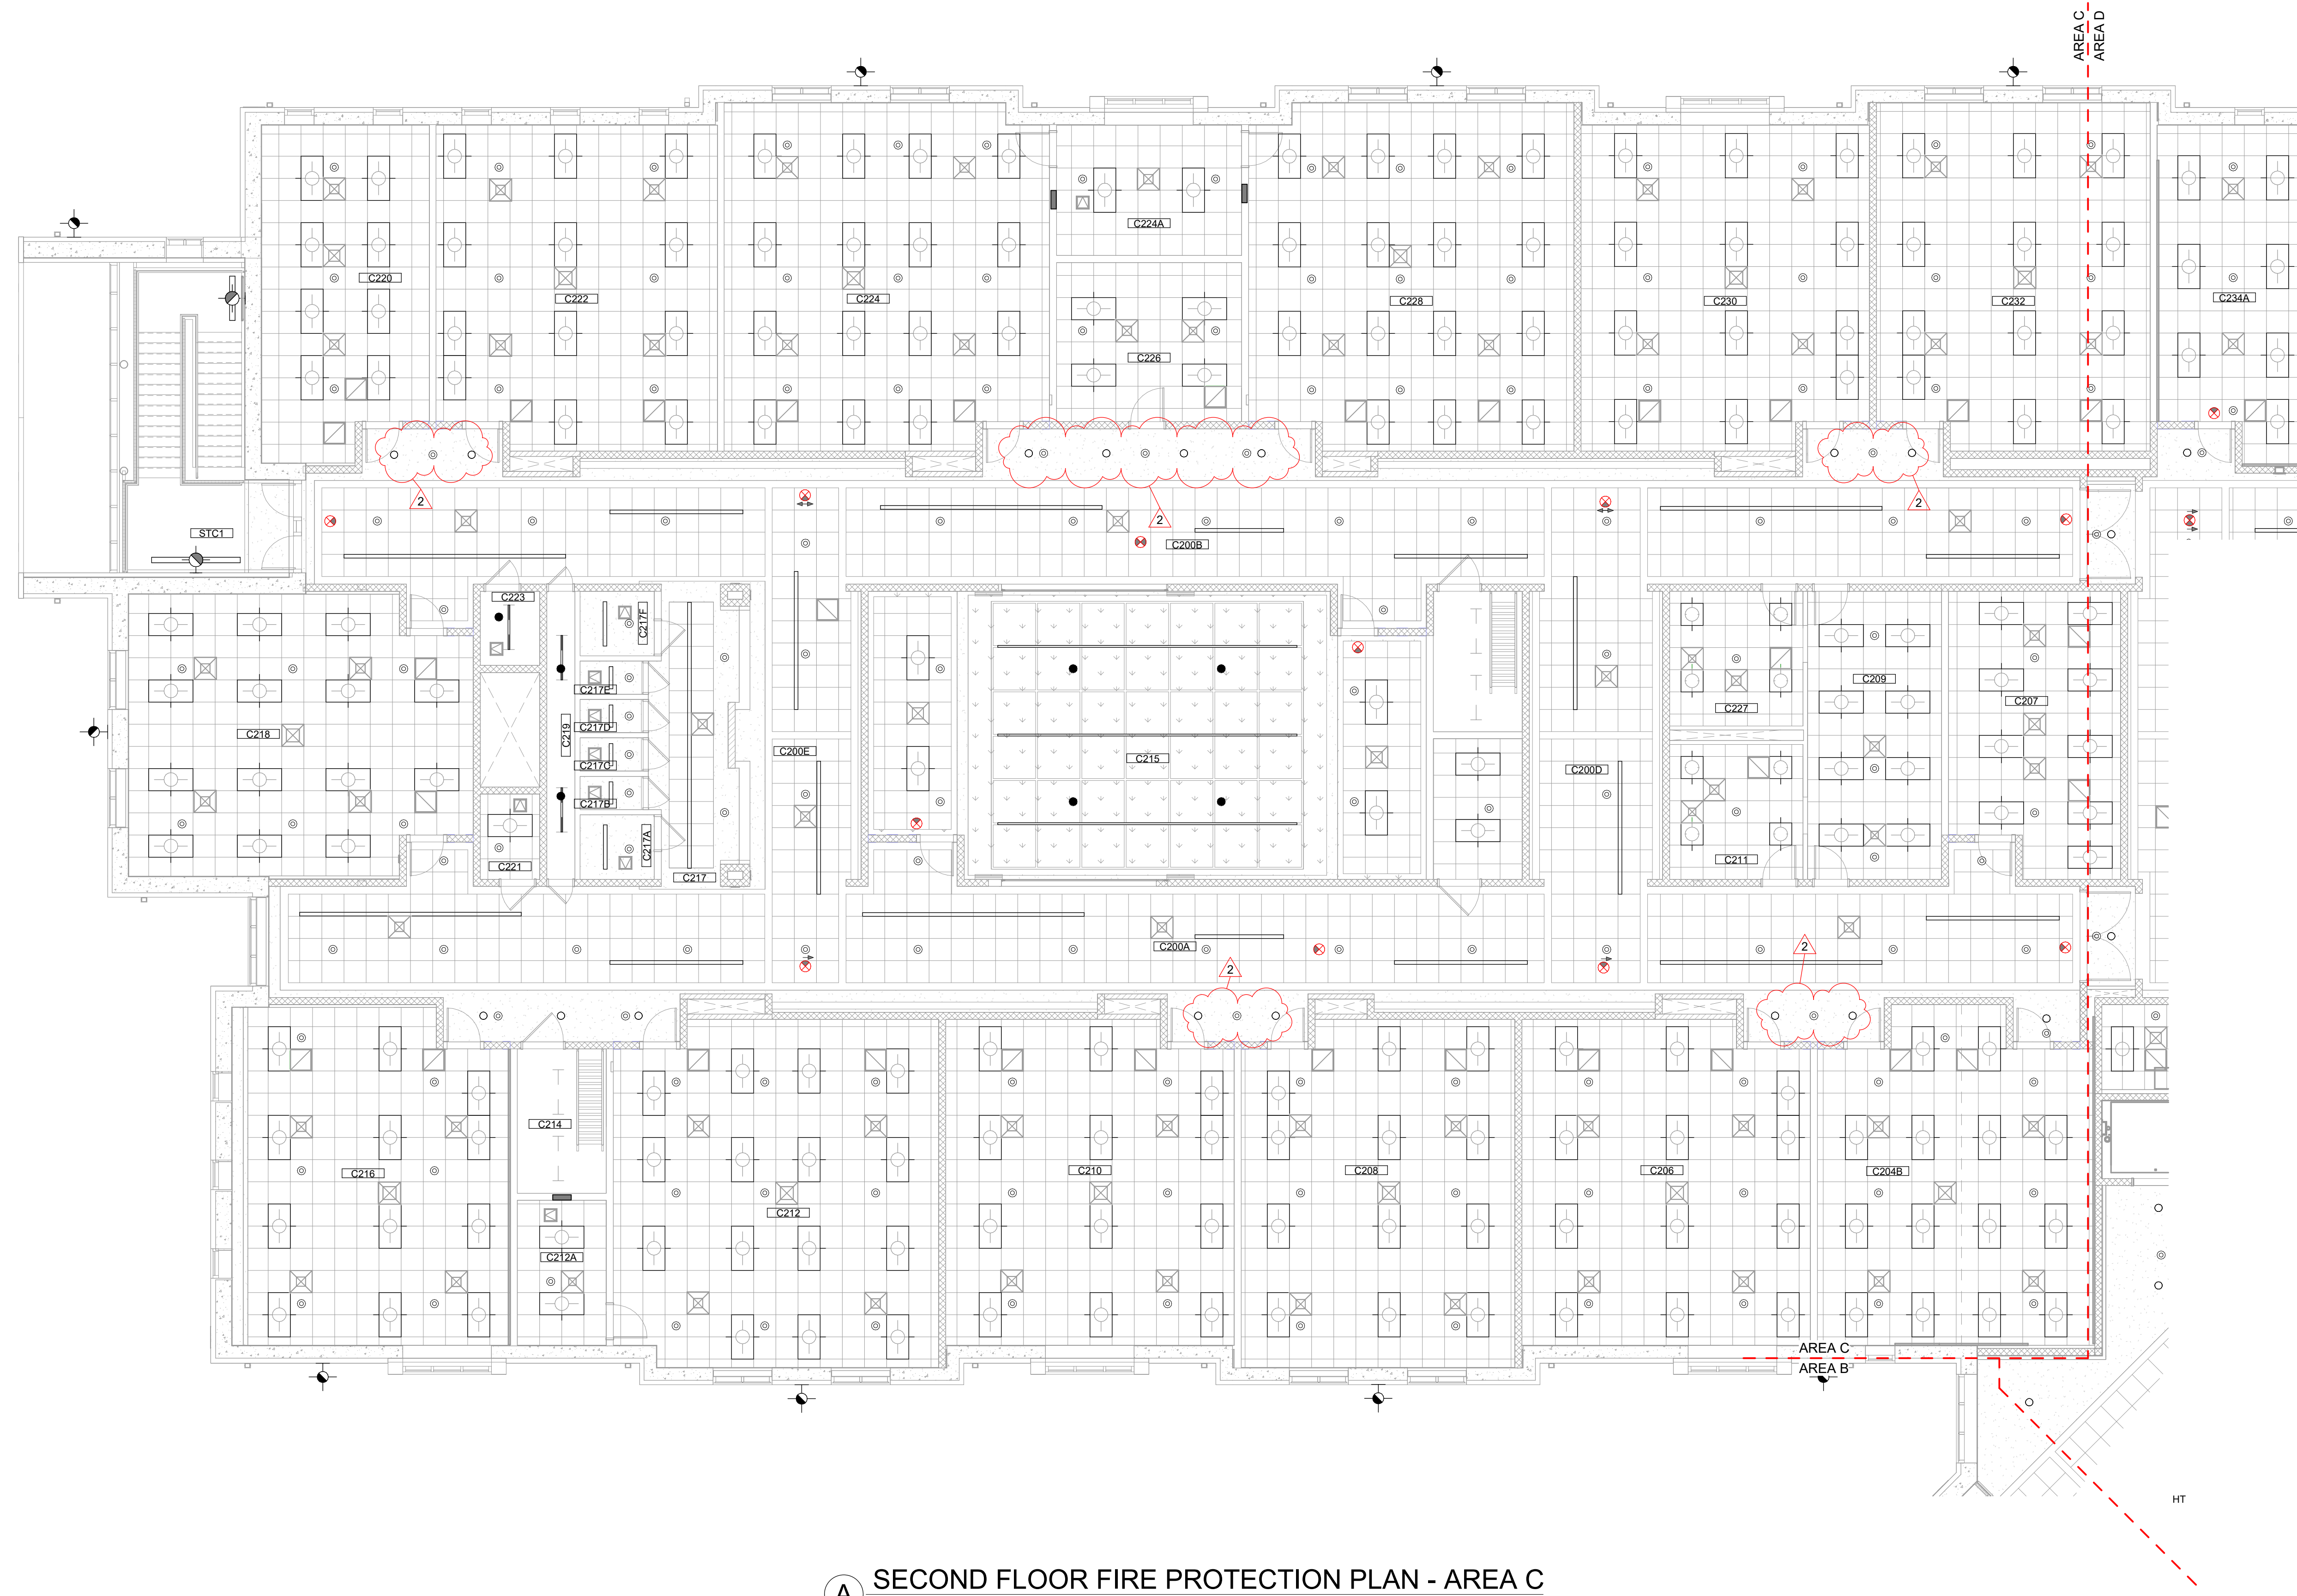 AREA C
AREA D
C224A
C220
C222
C224
C228
C230
C232
C234A
C226
2
2
2
STC1
C200B
C223
C217F
C217E
C209
C207
C227
C217D
C219
C218
C200E
C215
C217C
C200D
C217B
C217A
C211
C221
C217
C200A
2
2
C214
C216
C210
C208
C206
C204B
C212
C212A
AREA C
AREA B
HT
A
SECOND FLOOR FIRE PROTECTION PLAN - AREA C